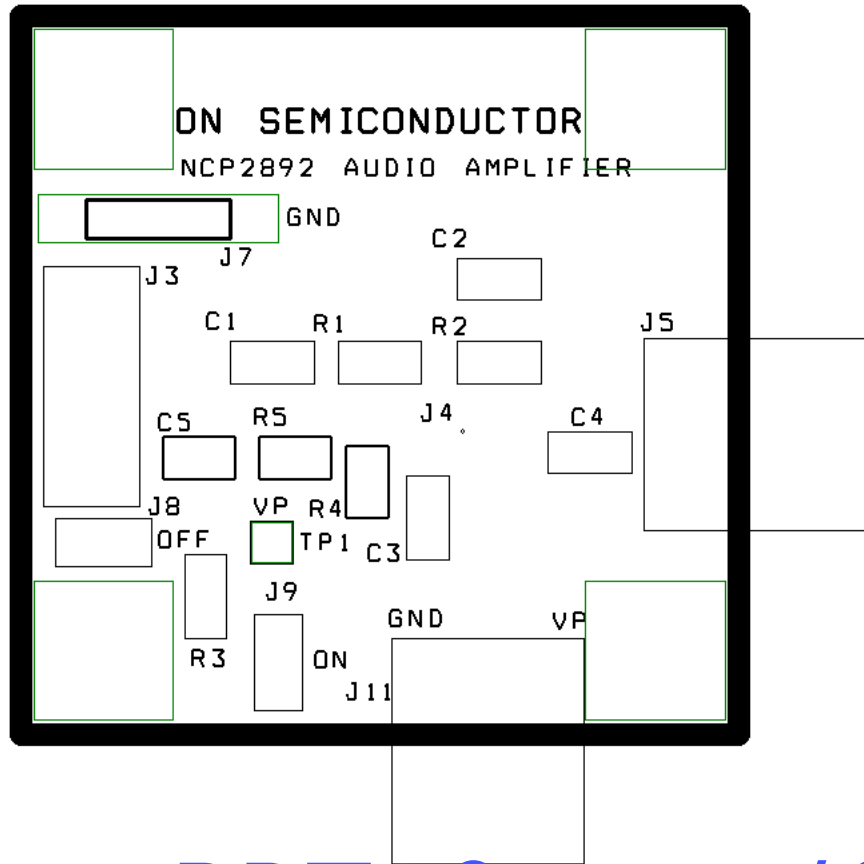 ON SEMICONDUCTOR
NCP2892 AUDIO AMPLIFIER
GND
J7
C2
J3
C1 R1 R2 J5
J4
C5 R5 C4
J8 VP R4
OFF TP1 C3
J9
GND VP
R3 ON
J11